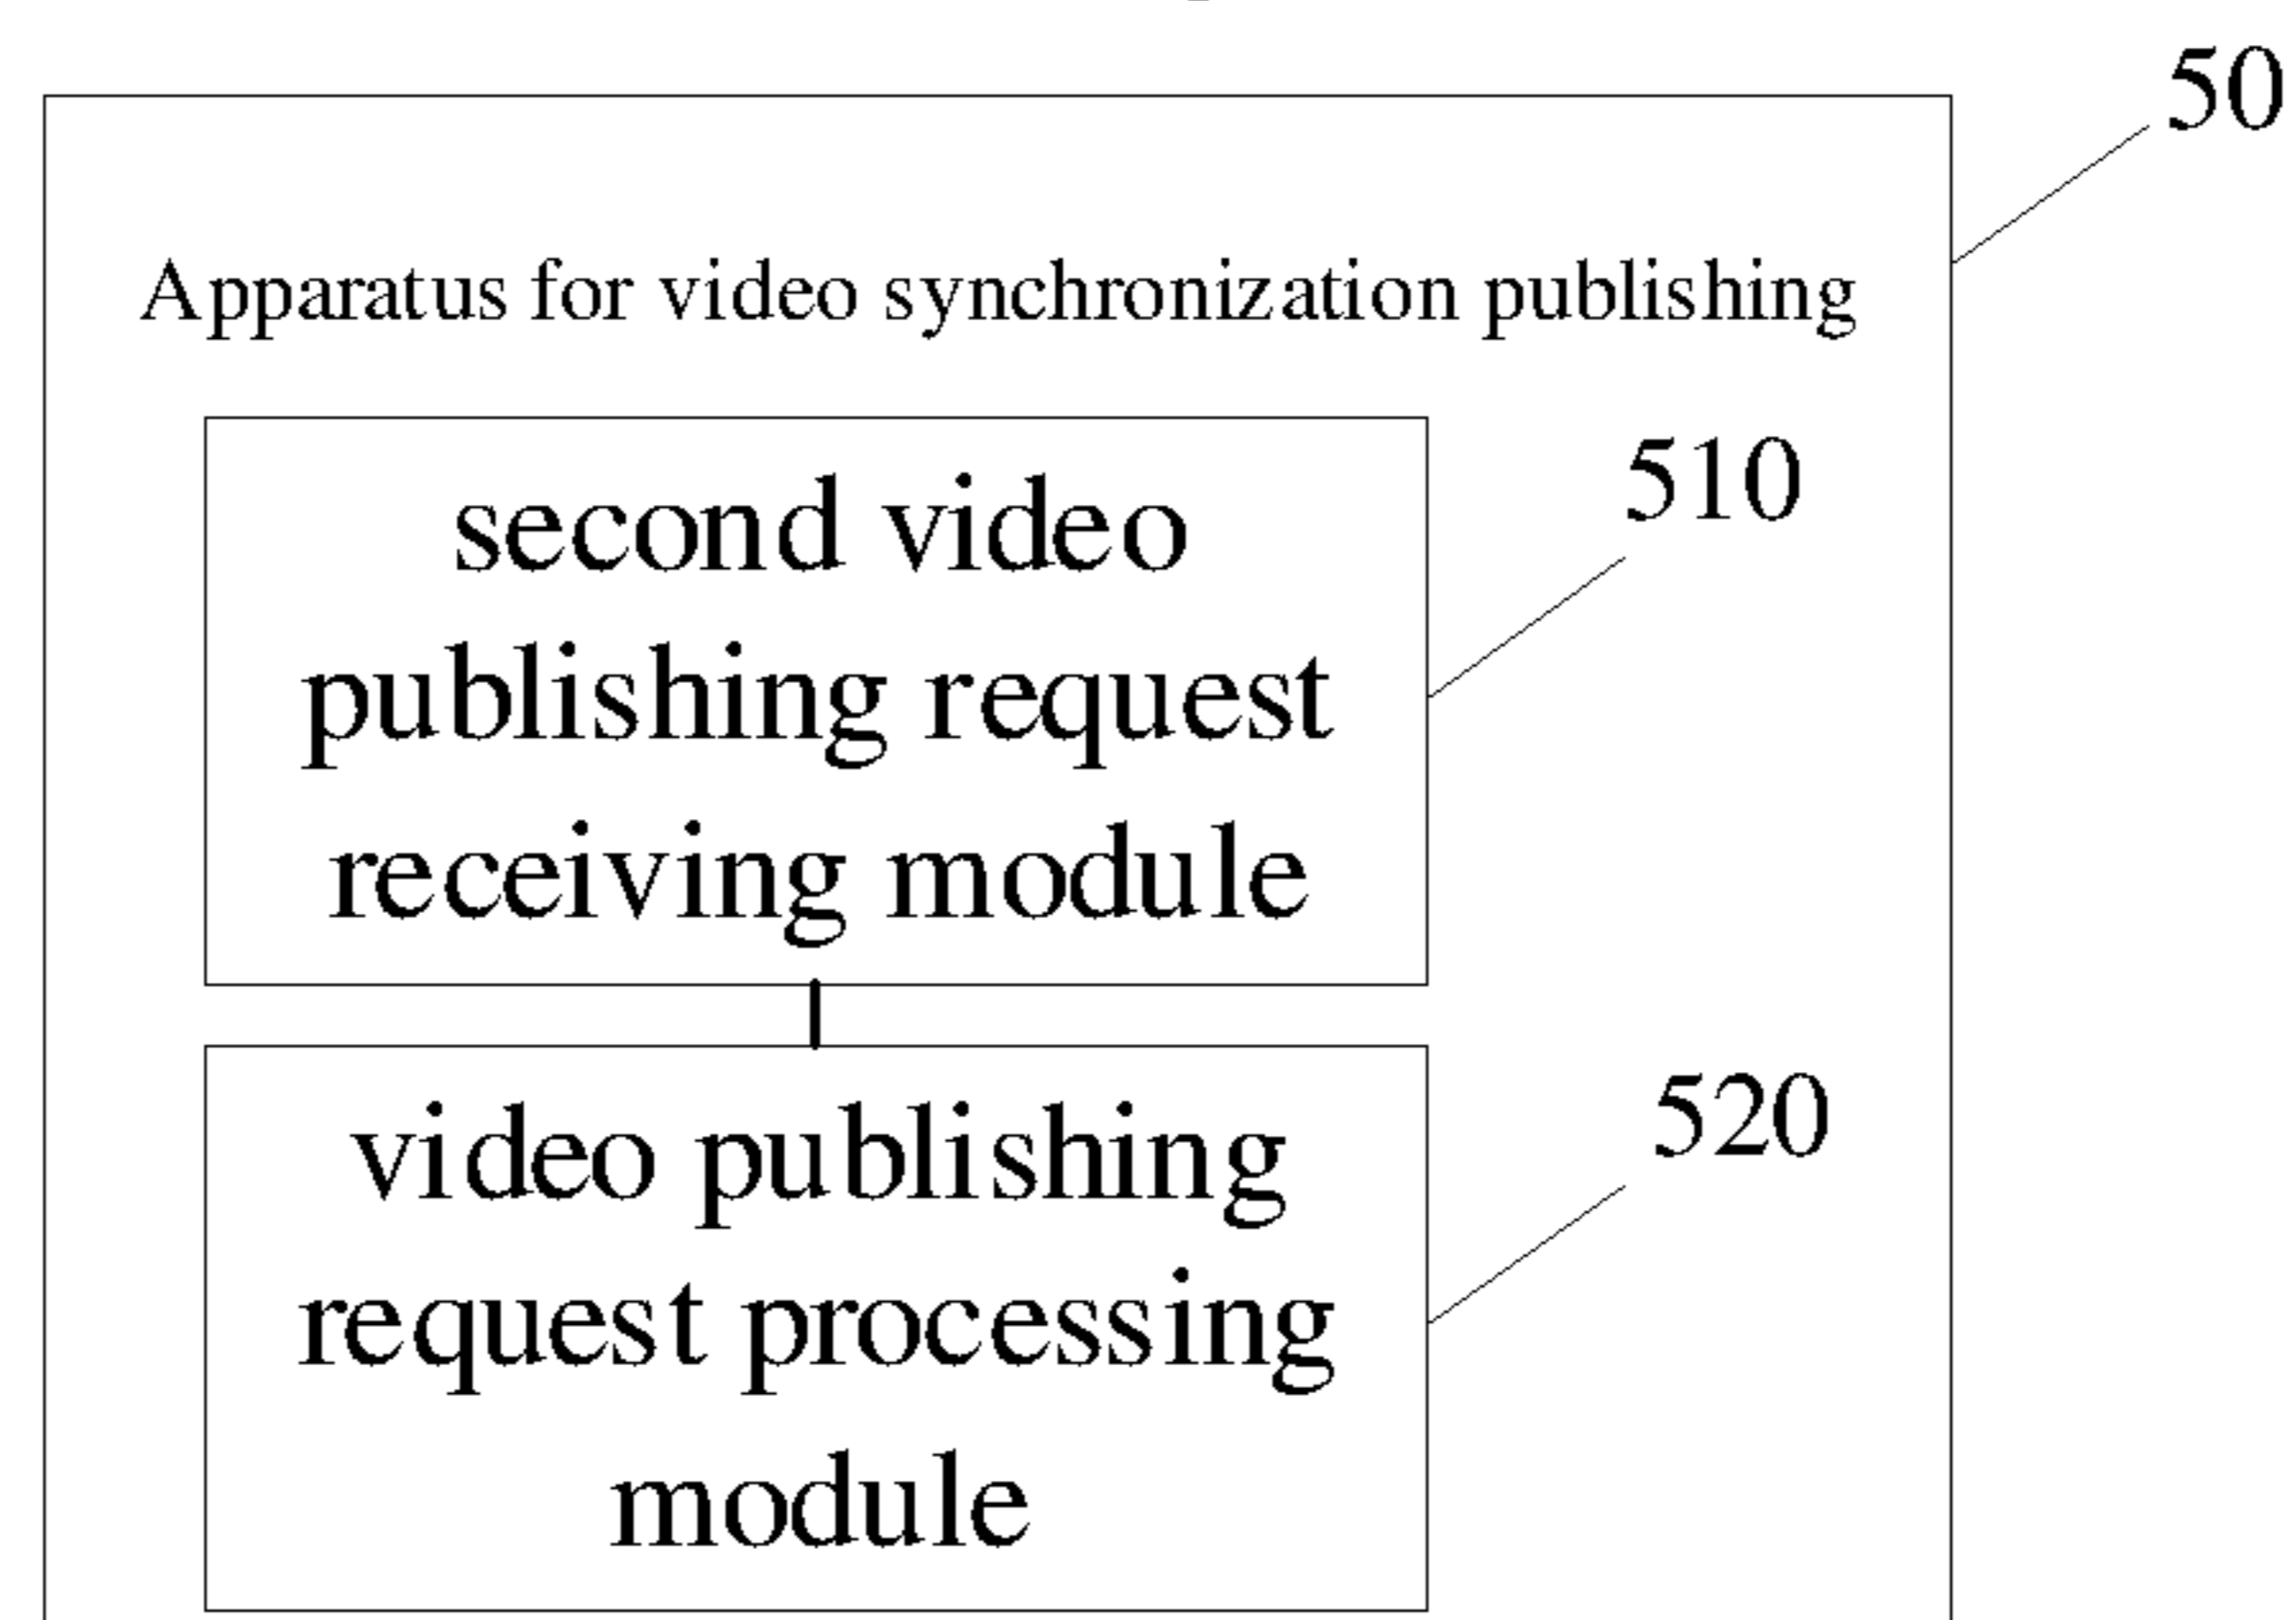 50
Apparatus for video synchronization publishing
second video
publishing request
receiving module
510
video publishing
request processing
module
520